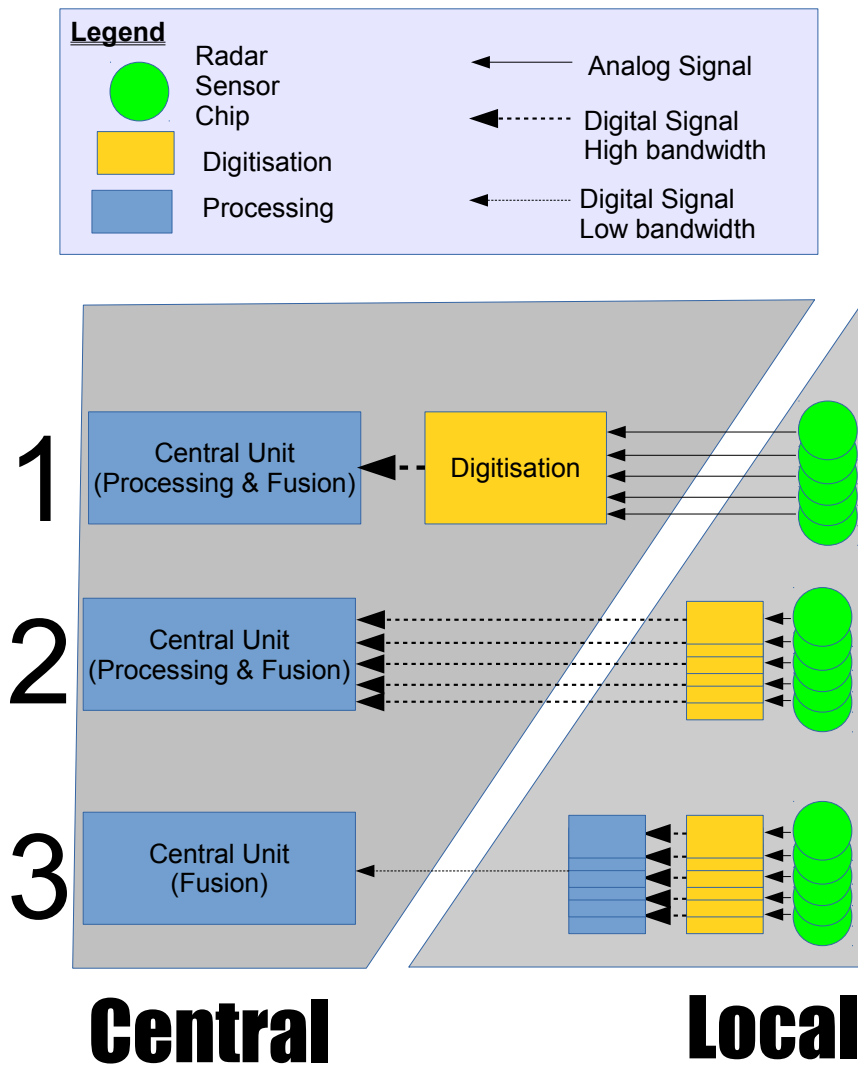 Legend
Radar
Sensor
Chip
Digitisation
Processing
Analog Signal
Digital Signal
High bandwidth
Digital Signal
Low bandwidth
1
Central Unit
(Processing & Fusion)
Digitisation
2
Central Unit
(Processing & Fusion)
3
Central Unit
(Fusion)
Central
Local